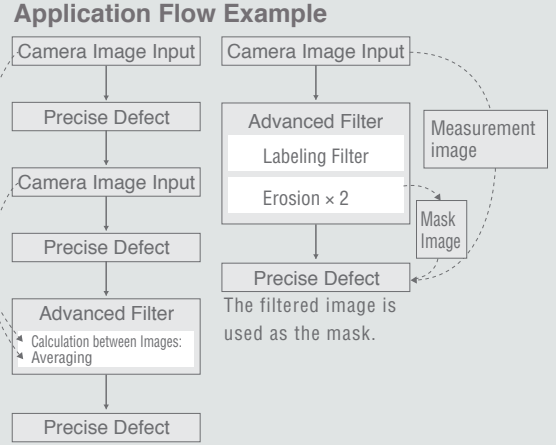 Application Flow Example
Camera Image Input
Precise Defect
Camera Image Input
Precise Defect
Advanced Filter
Calculation between Images:
Averaging
Precise Defect
Camera Image Input
Advanced Filter
Labeling Filter
Erosion × 2
Measurement
image
Mask
Image
Precise Defect
The filtered image is
used as the mask.